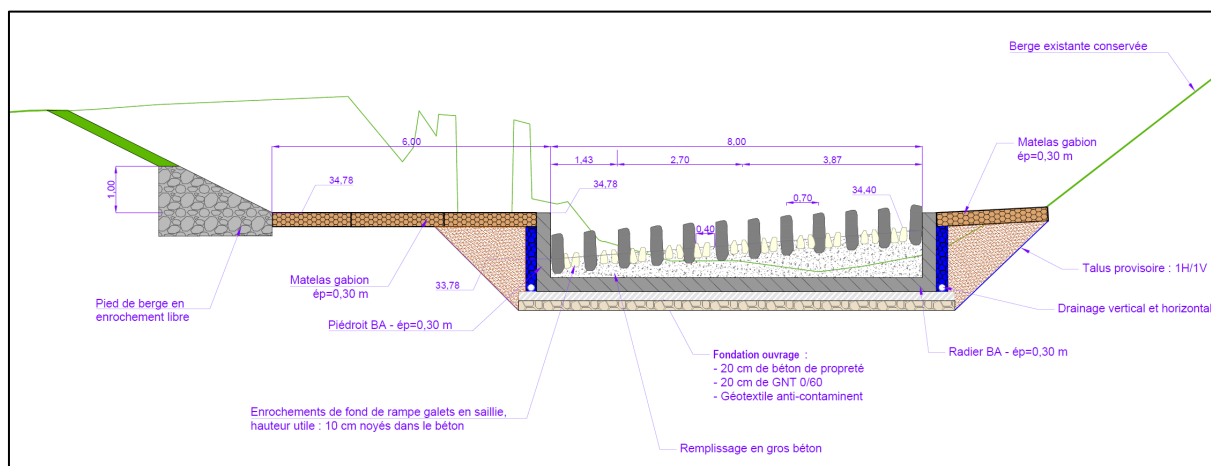 Berge existante conservée
6,00
8,00
Matelas gabion
ép=0,30 m
1,43
2,70
3,87
1,00
34,78
34,78
0,70
34,40
0,40
Matelas gabion
ép=0,30 m
33,78
Talus provisoire : 1H/1V
Pied de berge en
enrochement libre
Piédroit BA - ép=0,30 m
Drainage vertical et horizontal
Fondation ouvrage :
- 20 cm de béton de propreté
- 20 cm de GNT 0/60
- Géotextile anti-contaminent
Radier BA - ép=0,30 m
Enrochements de fond de rampe galets en saillie,
hauteur utile : 10 cm noyés dans le béton
Remplissage en gros béton